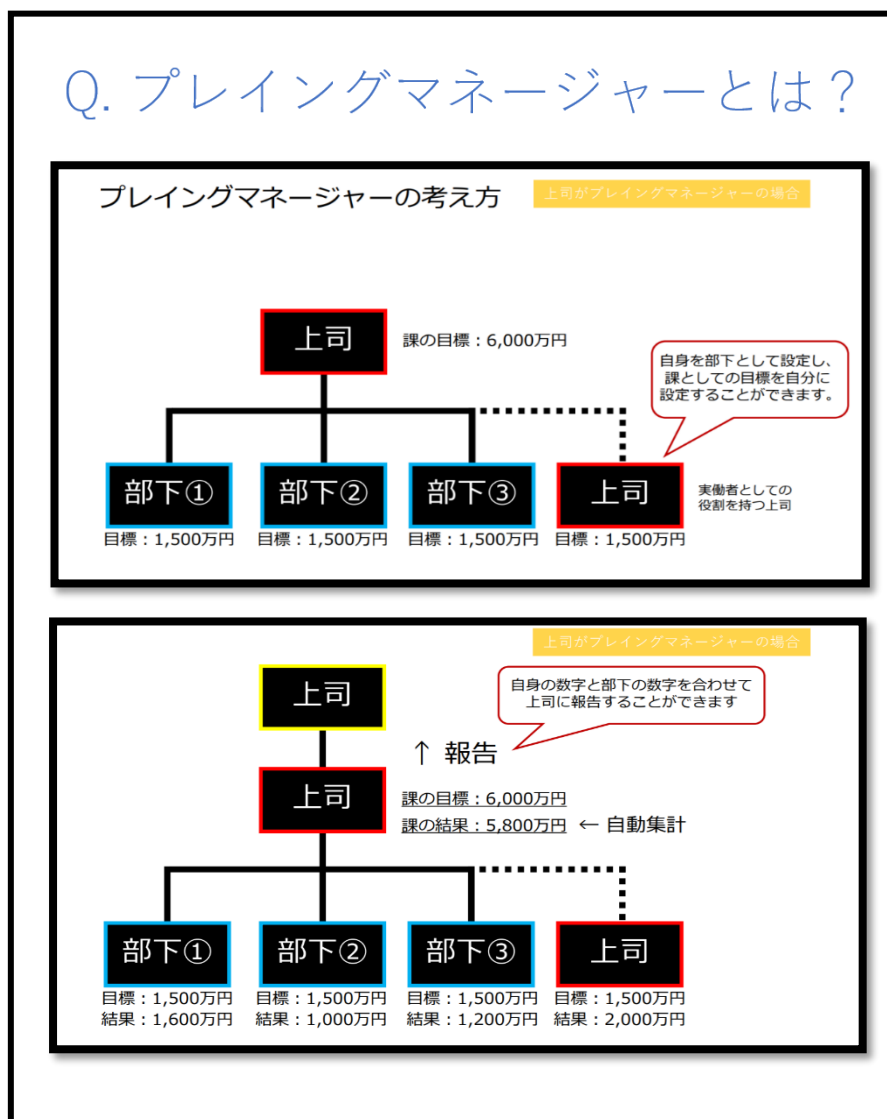 Q. プレイングマネージャーとは？
プレイングマネージャーの考え方
上司がプレイングマネージャーの場合
上司
課の目標：6,000万円
自身を部下として設定し、
課としての目標を自分に
設定することができます。
部下①
部下②
部下③
上司
実働者としての
役割を持つ上司
目標：1,500万円
目標：1,500万円
目標：1,500万円
目標：1,500万円
上司がプレイングマネージャーの場合
上司
自身の数字と部下の数字を合わせて
上司に報告することができます
↑ 報告
上司
課の目標：6,000万円
課の結果：5,800万円 ← 自動集計
部下①
部下②
部下③
上司
目標：1,500万円
結果：1,600万円
目標：1,500万円
結果：1,000万円
目標：1,500万円
結果：1,200万円
目標：1,500万円
結果：2,000万円